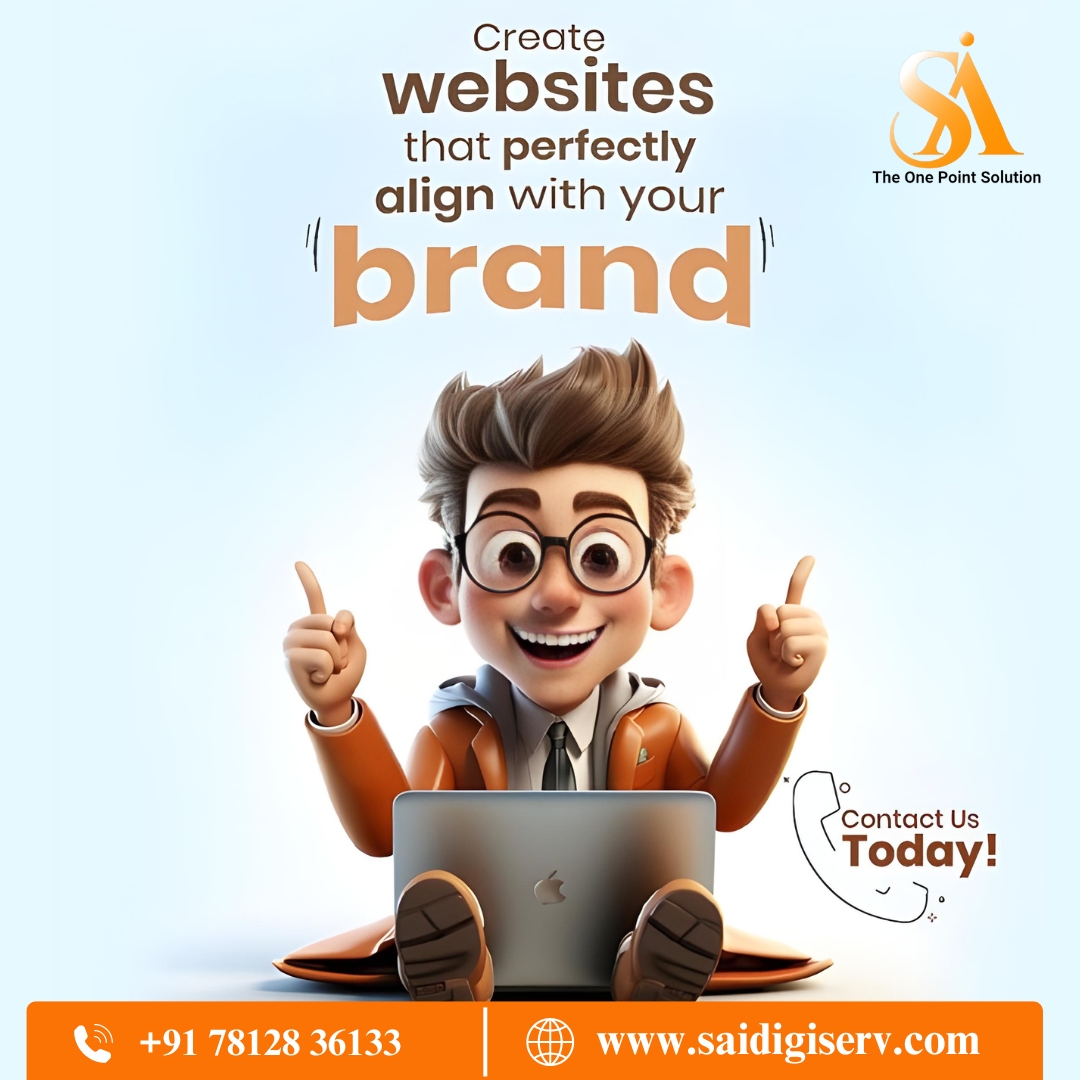 Create
websites
that perfectly
align with your
brand
SAi
The One Point Solution
Contact Us
Today!
+91 78128 36133
www.saidigiserv.com